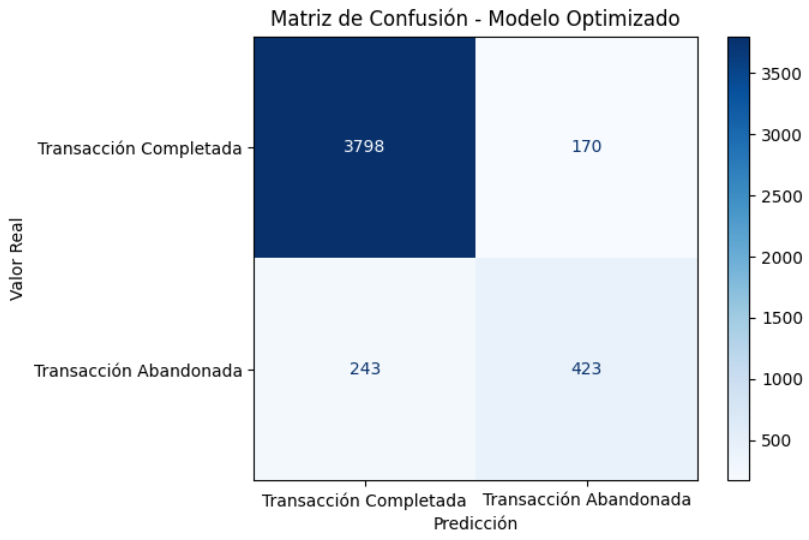 Matriz de Confusión - Modelo Optimizado
Valor Real
Transacción Completada
3798
170
Transacción Abandonada
243
423
Transacción Completada
Transacción Abandonada
Predicción
3500
3000
2500
2000
1500
1000
500